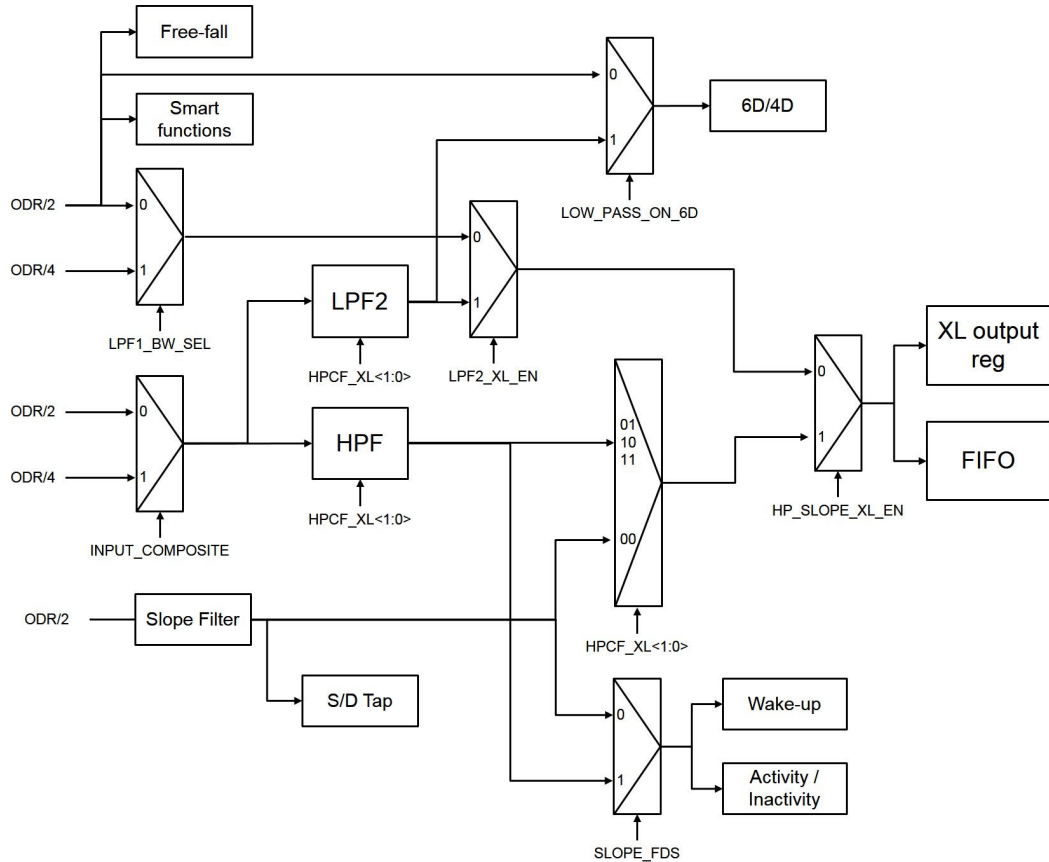 Free-fall
0
6D/4D
Smart
functions
1
ODR/2
0
LOW_PASS_ON_6D
0
ODR/4
1
LPF2
1
XL output
reg
LPF1_BW_SEL
HPCF_XL<1:0>
LPF2_XL_EN
0
ODR/2
0
01
10
11
HPF
1
FIFO
ODR/4
1
HP_SLOPE_XL_EN
HPCF_XL<1:0>
00
INPUT_COMPOSITE
ODR/2
Slope Filter
HPCF_XL<1:0>
S/D Tap
0
Wake-up
1
Activity /
Inactivity
SLOPE_FDS